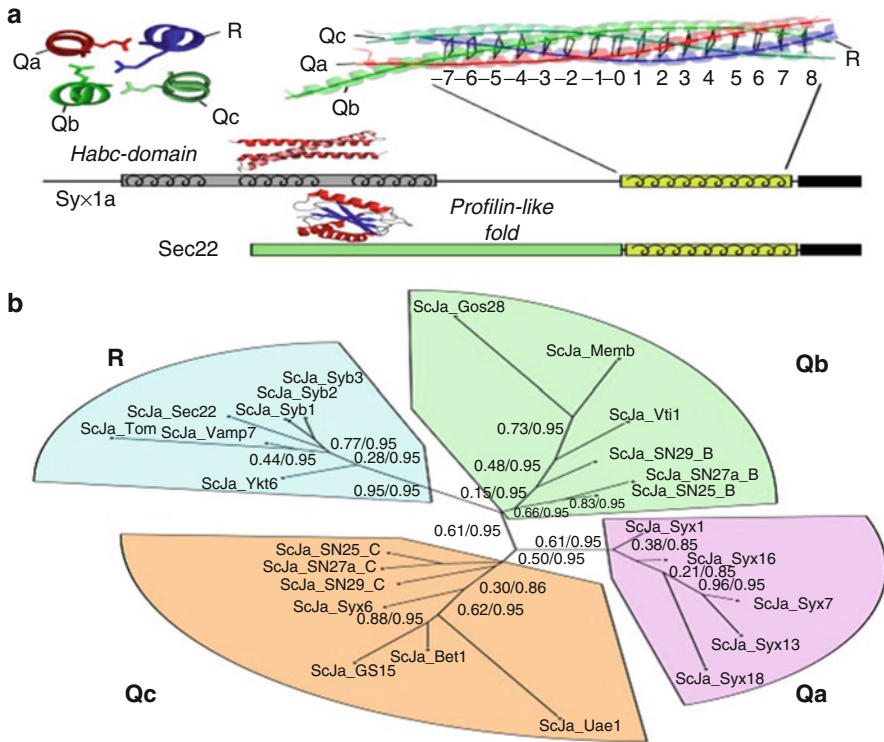 a
Qa
R
Qb
Qc
Qc
Qa
Qb
R
–7–6–5–4–3 –2 –1–0 1 2 3 4 5 6 7 8
Habc-domain
Sy×1a
Profilin-like
fold
Sec22
b
R
ScJa_Syb3
ScJa_Syb2
ScJa_Sec22
ScJa_Syb1
ScJa_Tom
ScJa_Vamp7
0.77/0.95
0.44/0.95
0.28/0.95
ScJa_Ykt6
0.95/0.95
Qb
ScJa_Gos28
ScJa_Memb
ScJa_Vti1
0.73/0.95
ScJa_SN29_B
0.48/0.95
ScJa_SN27a_B
ScJa_SN25_B
0.15/0.95
0.83/0.95
0.66/0.95
0.61/0.95
0.61/0.95
0.50/0.95
ScJa_Syx1
0.38/0.85
ScJa_Syx16
0.21/0.85
0.96/0.95
ScJa_Syx7
ScJa_Syx13
ScJa_Syx18
Qa
ScJa_SN25_C
ScJa_SN27a_C
ScJa_SN29_C
0.30/0.86
ScJa_Syx6
0.62/0.95
0.88/0.95
ScJa_Bet1
ScJa_GS15
ScJa_Uae1
Qc